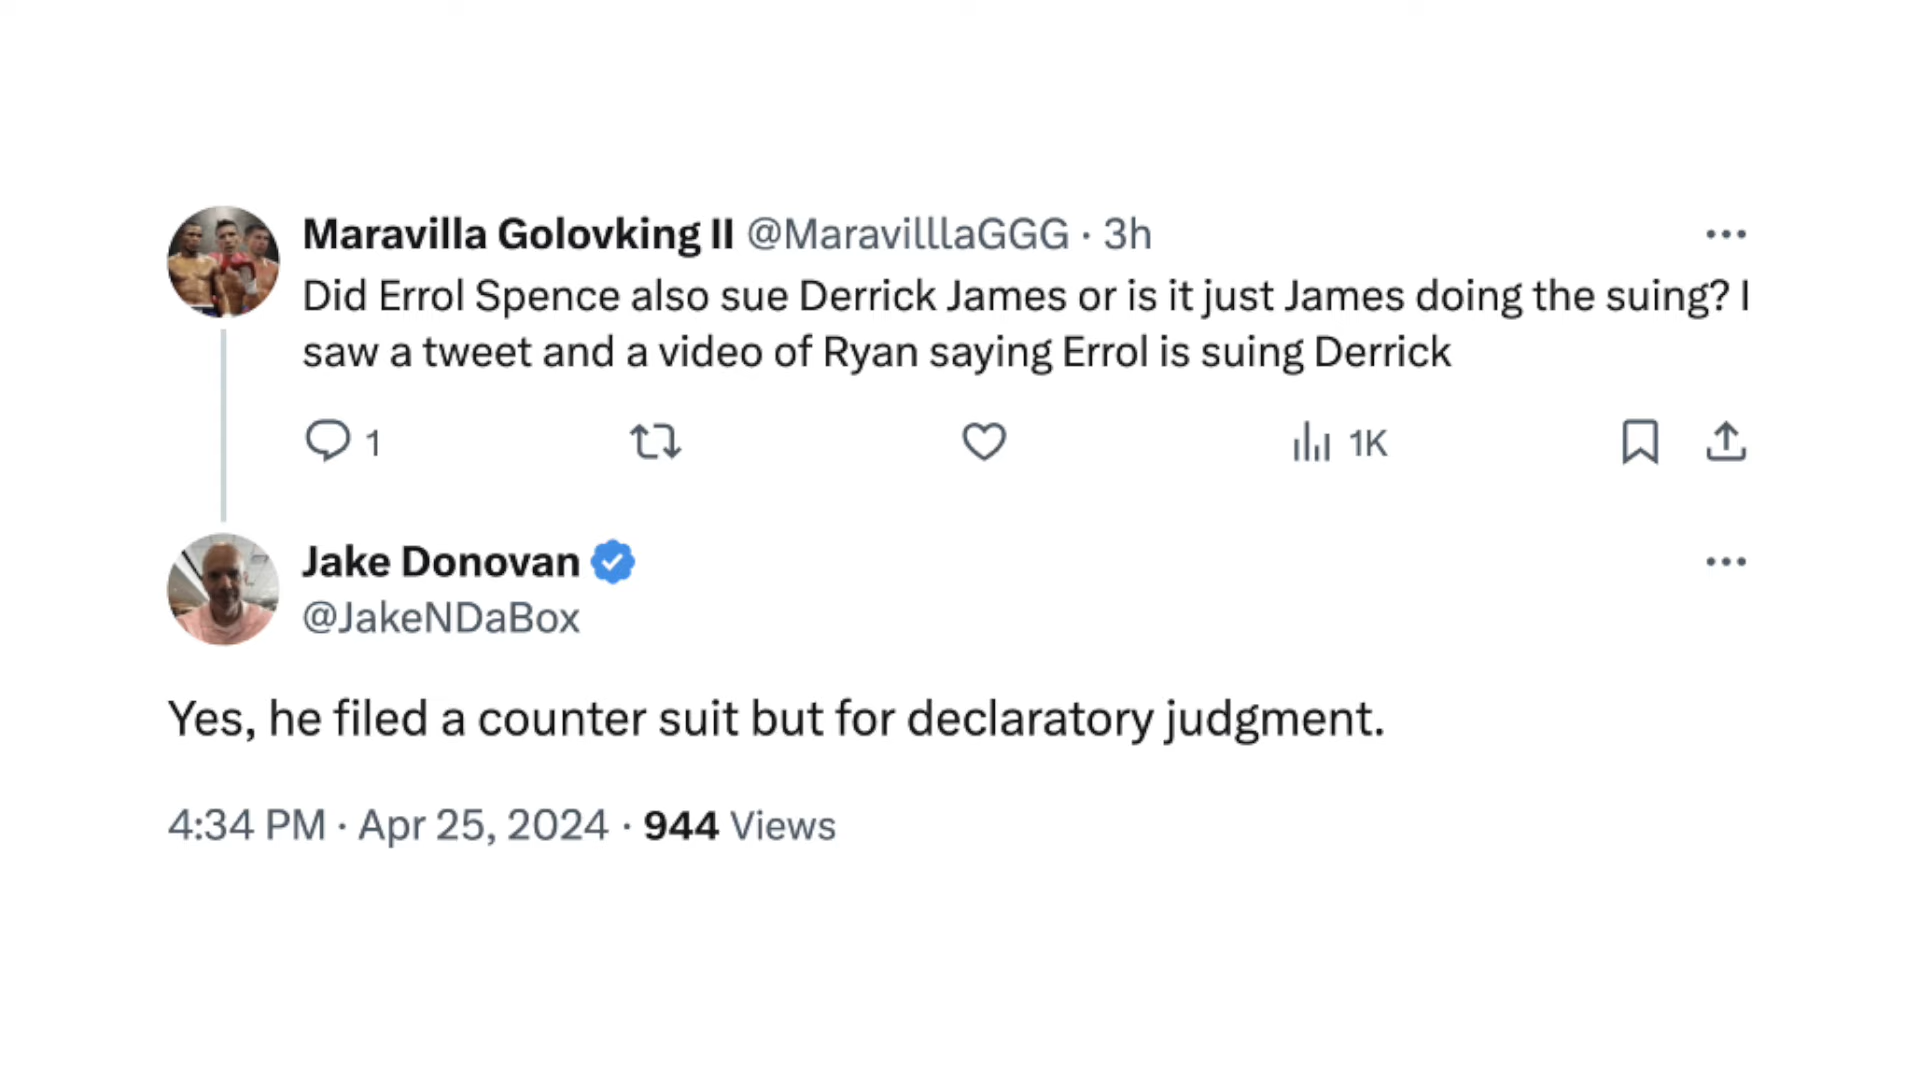 Maravilla Golovking II @MaravilllaGGG · 3h
Did Errol Spence also sue Derrick James or is it just James doing the suing? I
saw a tweet and a video of Ryan saying Errol is suing Derrick
1 1K
Jake Donovan
@JakeNDaBox
Yes, he filed a counter suit but for declaratory judgment.
4:34 PM · Apr 25, 2024 · 944 Views